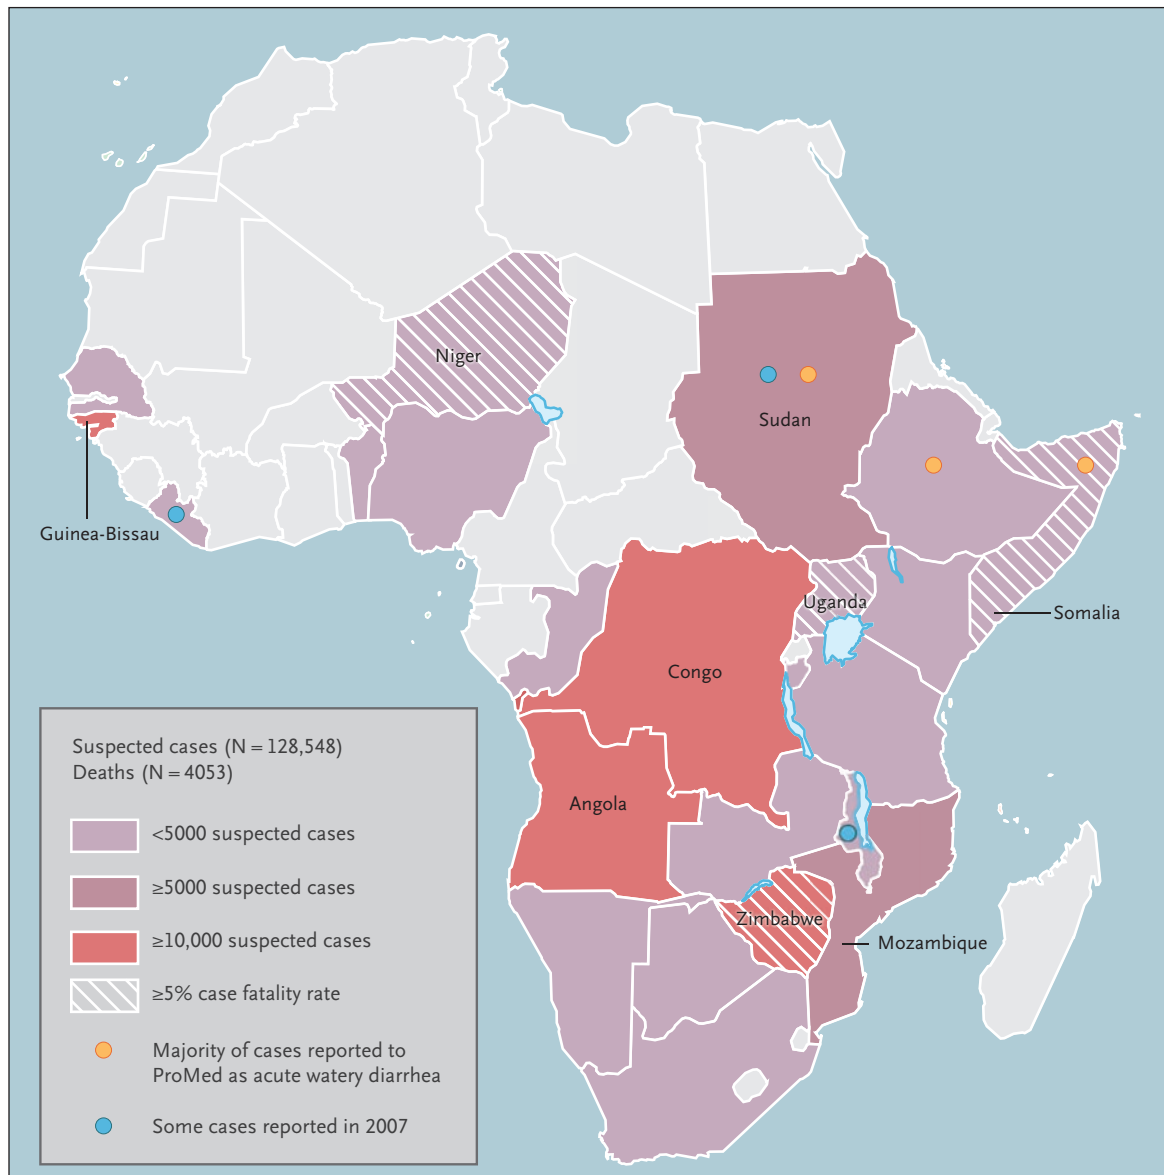 Niger
Sudan
Guinea-Bissau
Uganda
Somalia
Congo
Angola
Zimbabwe
Mozambique
Suspected cases (N = 128,548)
Deaths (N = 4053)
<5000 suspected cases
≥5000 suspected cases
≥10,000 suspected cases
≥5% case fatality rate
Majority of cases reported to
ProMed as acute watery diarrhea
Some cases reported in 2007